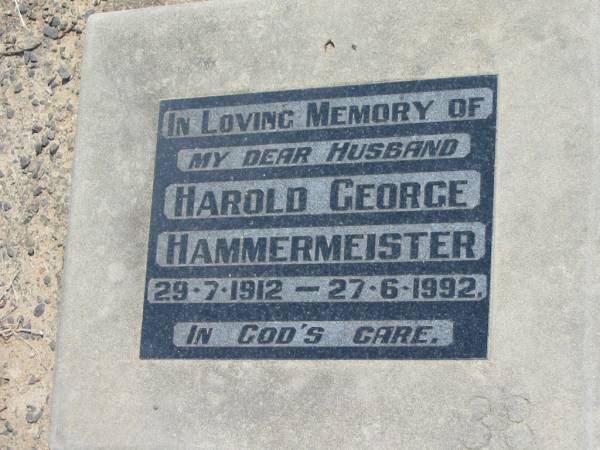 In Loving Memory of
my dear Husband
Harold George
Hammermeister
29·7·1912 — 27·6·1992.
In God's care.
38